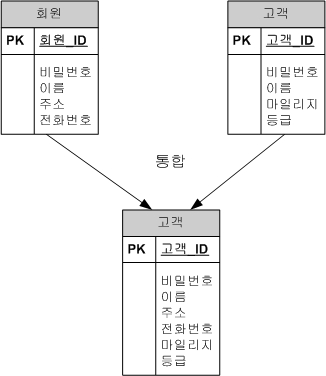 회원
PK 회원_ID
비밀번호
이름
주소
전화번호
고객
PK 고객_ID
비밀번호
이름
마일리지
등급
통합
고객
PK 고객_ID
비밀번호
이름
주소
전화번호
마일리지
등급